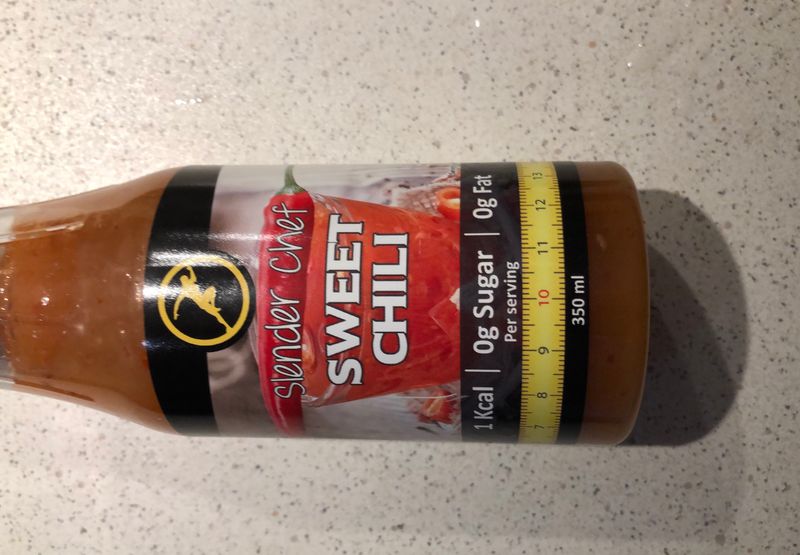 slender chef
SWEET
CHILI
1 Kcal | 0g Sugar | 0g Fat
Per serving
7 8 9 10 11 12 13
350 ml